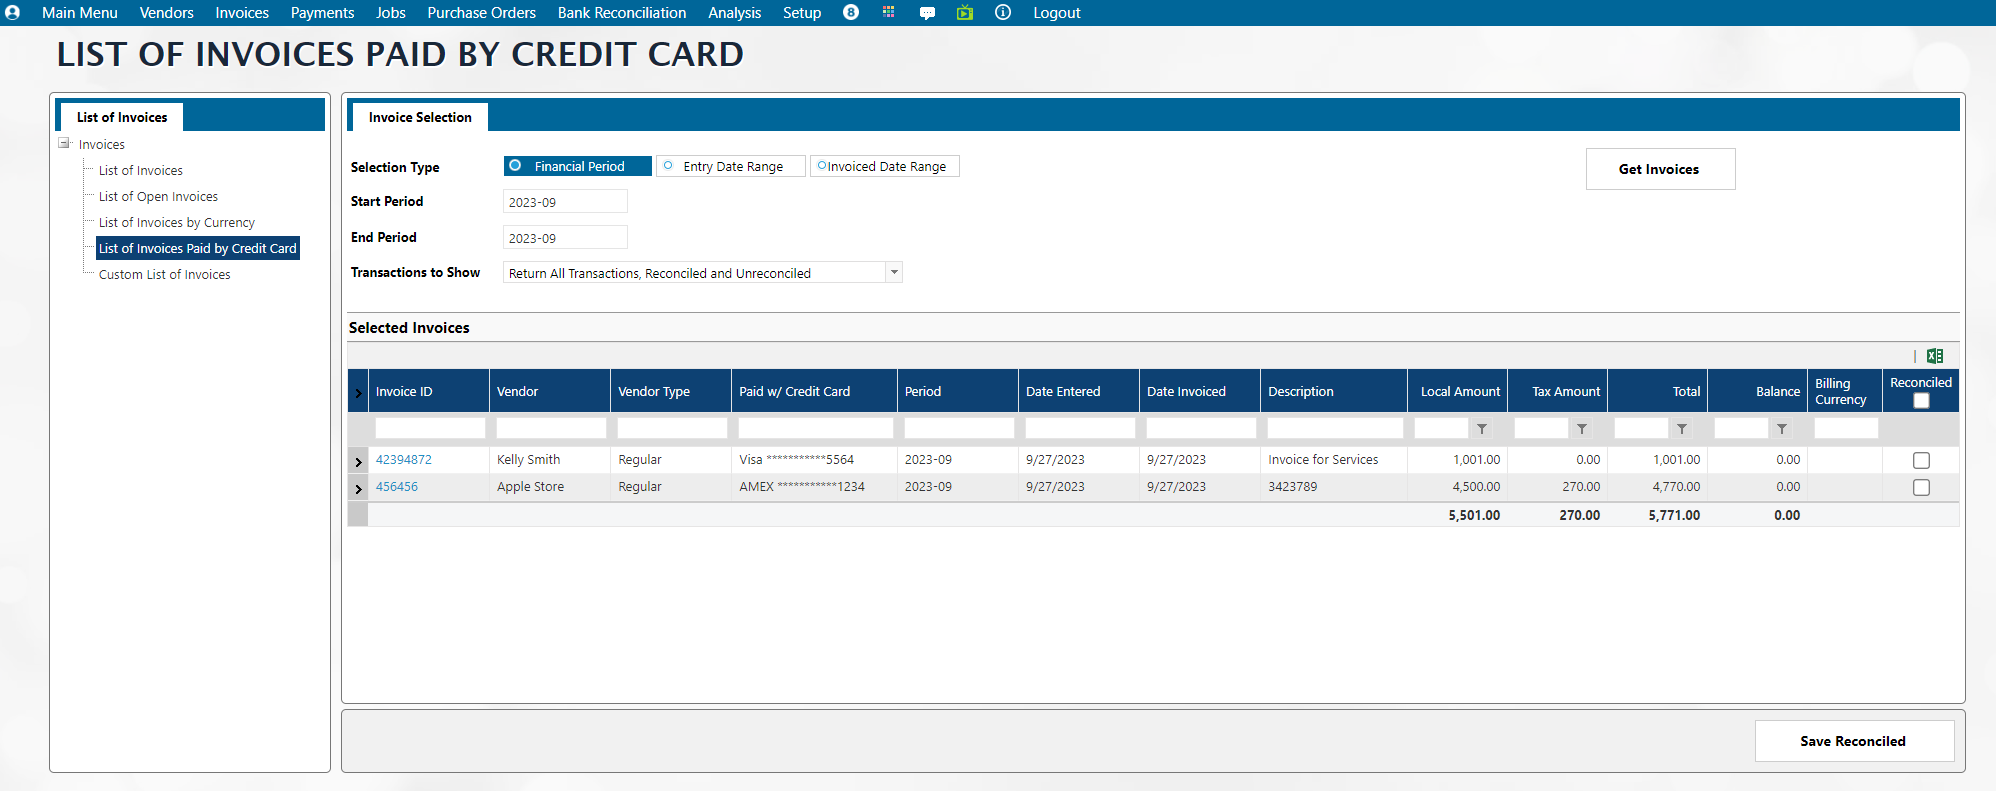 Main Menu Vendors Invoices Payments Jobs Purchase Orders Bank Reconciliation Analysis Setup 8 Logout
LIST OF INVOICES PAID BY CREDIT CARD
List of Invoices
Invoices
List of Invoices
List of Open Invoices
List of Invoices by Currency
List of Invoices Paid by Credit Card
Custom List of Invoices
Invoice Selection
Selection Type Financial Period Entry Date Range Invoiced Date Range
Get Invoices
Start Period 2023-09
End Period 2023-09
Transactions to Show Return All Transactions, Reconciled and Unreconciled
Selected Invoices
Invoice ID Vendor Vendor Type Paid w/ Credit Card Period Date Entered Date Invoiced Description Local Amount Tax Amount Total Balance Billing Currency Reconciled
42394872 Kelly Smith Regular Visa ***********5564 2023-09 9/27/2023 9/27/2023 Invoice for Services 1,001.00 0.00 1,001.00 0.00
456456 Apple Store Regular AMEX ***********1234 2023-09 9/27/2023 9/27/2023 3423789 4,500.00 270.00 4,770.00 0.00
5,501.00 270.00 5,771.00 0.00
Save Reconciled